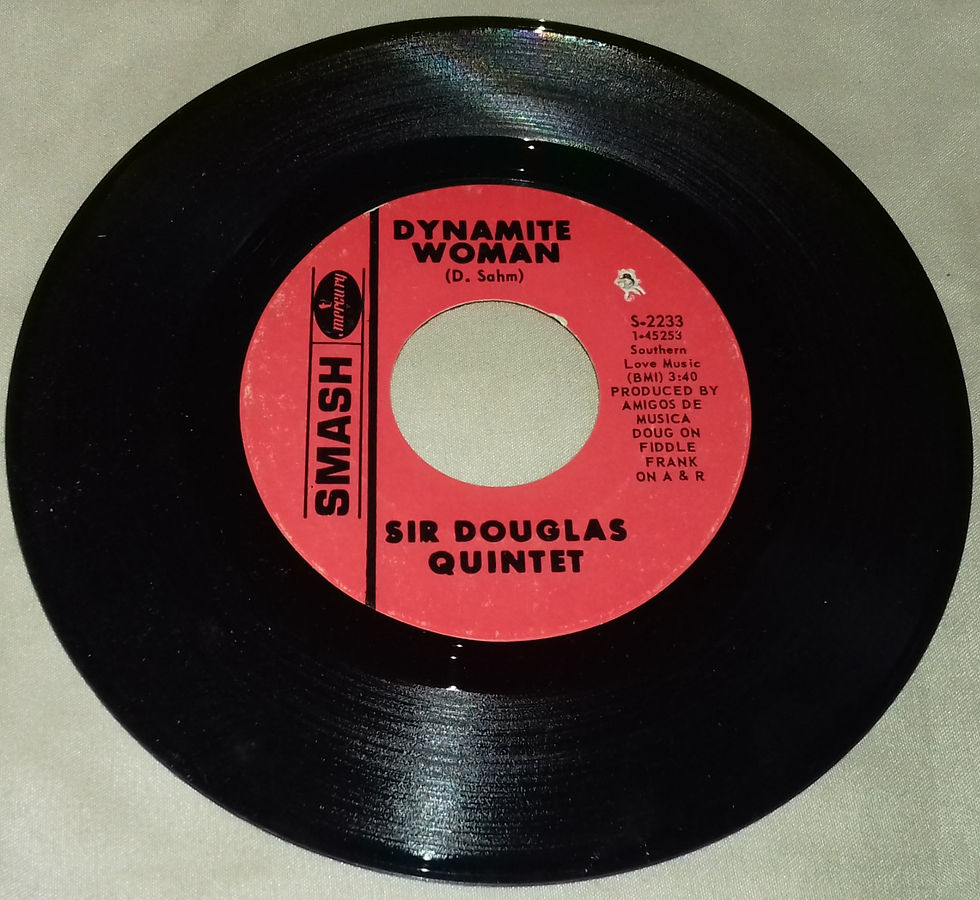 DYNAMITE
WOMAN
(D. Sahm)
mercury
SMASH
S-2233
1-45253
Southern
Love Music
(BMI) 3:40
PRODUCED BY
AMIGOS DE
MUSICA
DOUG ON
FIDDLE
FRANK
ON A & R
SIR DOUGLAS
QUINTET